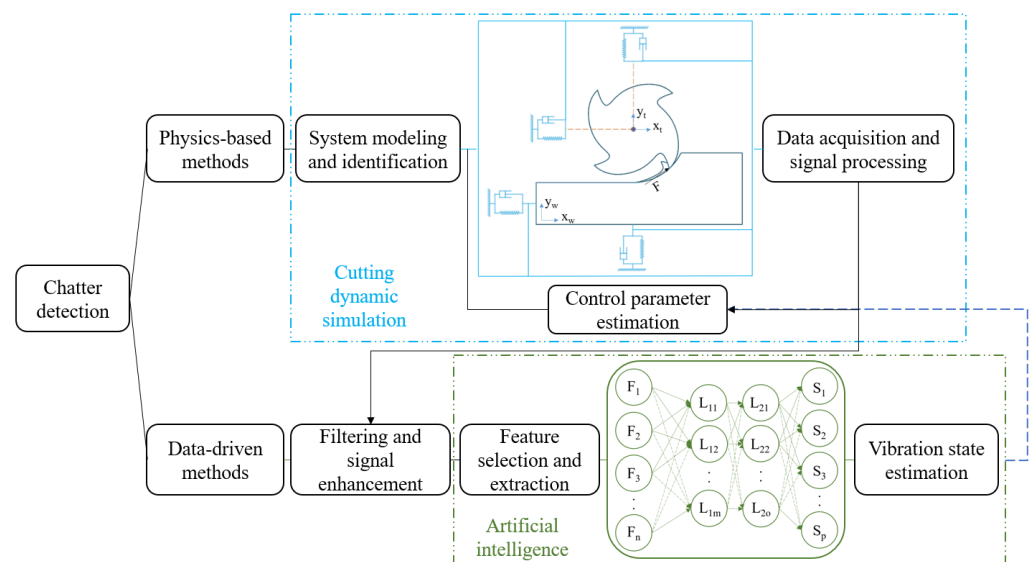 Chatter
detection
Physics-based
methods
System modeling
and identification
y_t
x_t
F
y_w
x_w
Data acquisition and
signal processing
Cutting
dynamic
simulation
Control parameter
estimation
Data-driven
methods
Filtering and
signal
enhancement
Feature
selection and
extraction
F_1
F_2
F_3
F_n
L_11
L_12
L_1m
L_21
L_22
L_2o
S_1
S_2
S_3
S_p
Vibration state
estimation
Artificial
intelligence